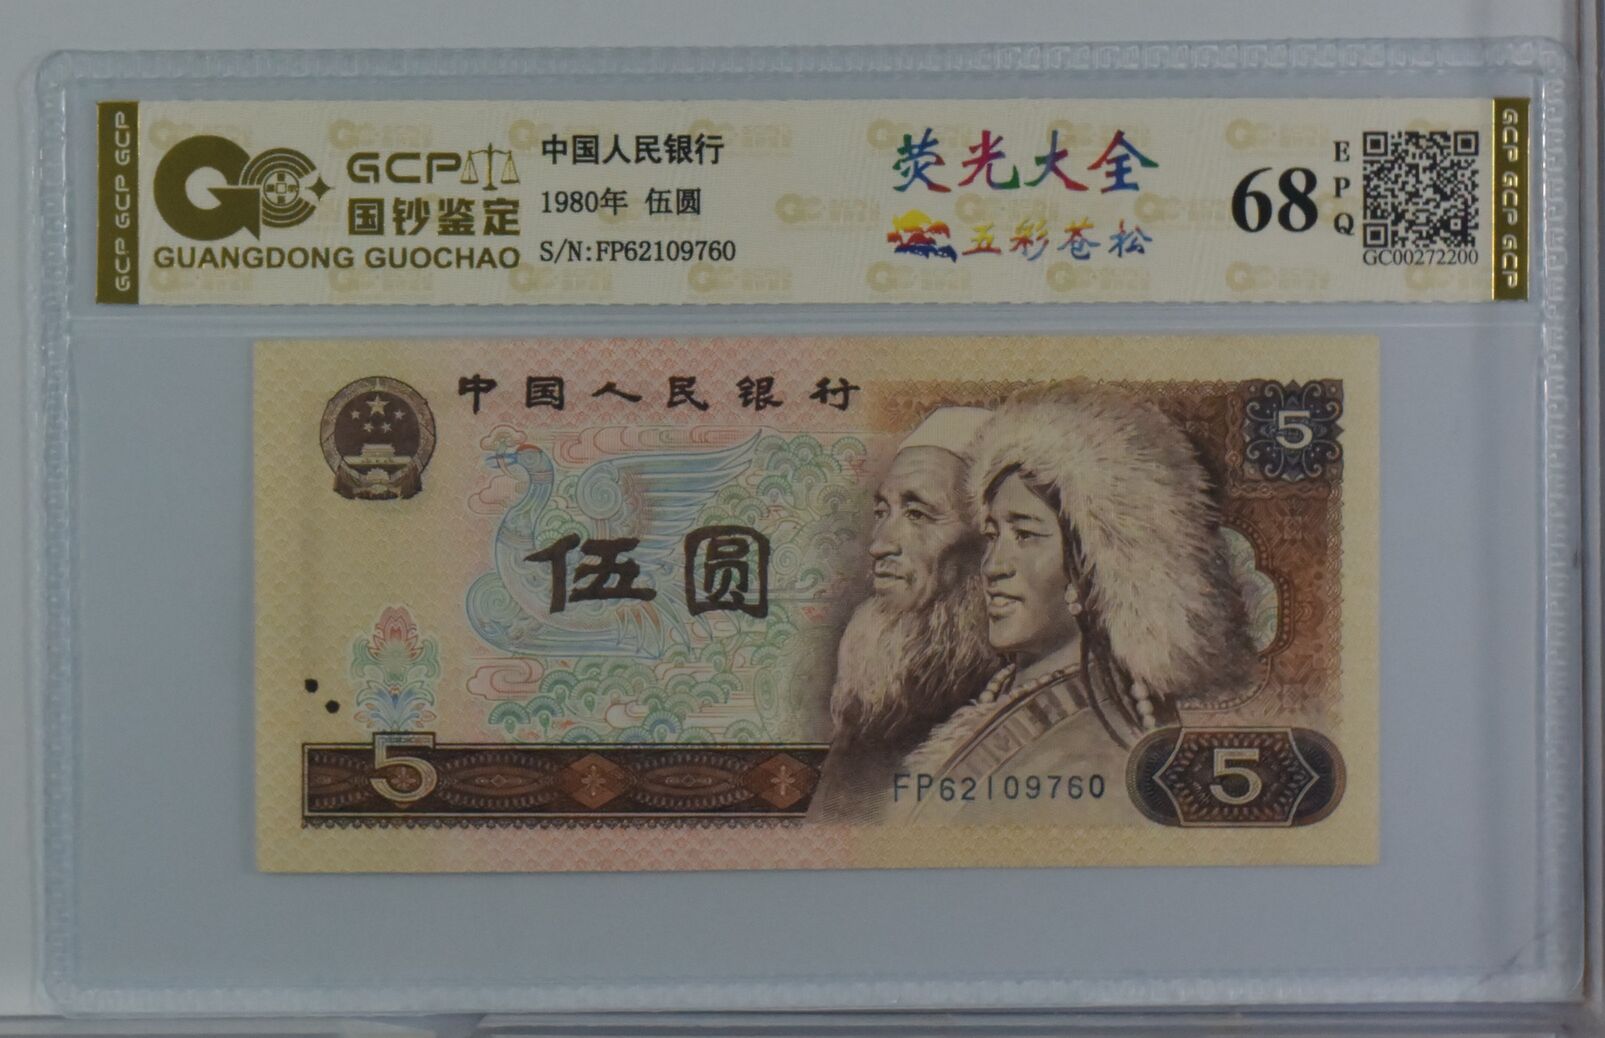 GCP GCP GCP
GCP
国钞鉴定
GUANGDONG GUOCHAO
中国人民银行
1980年 伍圆
S/N:FP62109760
荧光大全
五彩苍松
68
EPQ
GC00272200
GCP GCP GCP
中国人民银行
5
伍圆
5
FP62109760
5